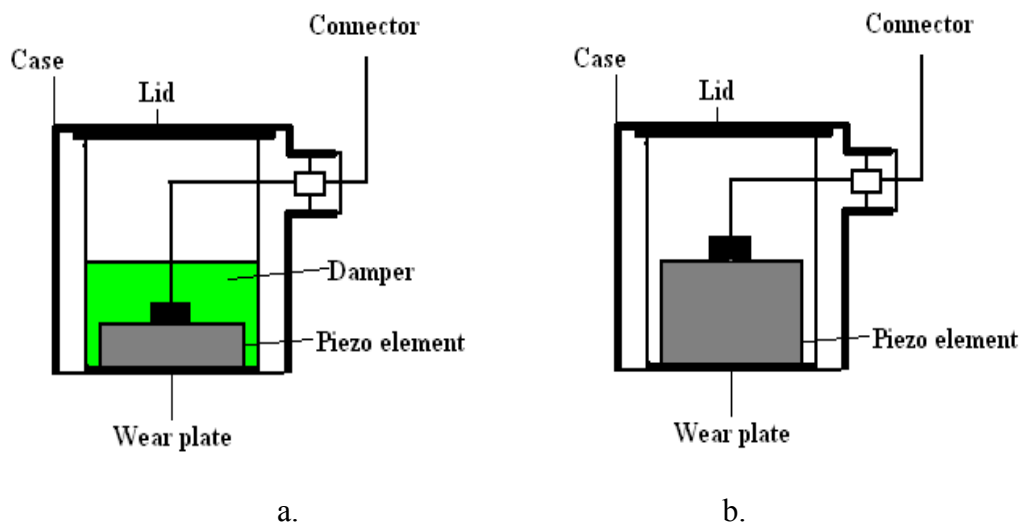 Connector
Case
Lid
Damper
Piezo element
Wear plate
a.
Connector
Case
Lid
Piezo element
Wear plate
b.